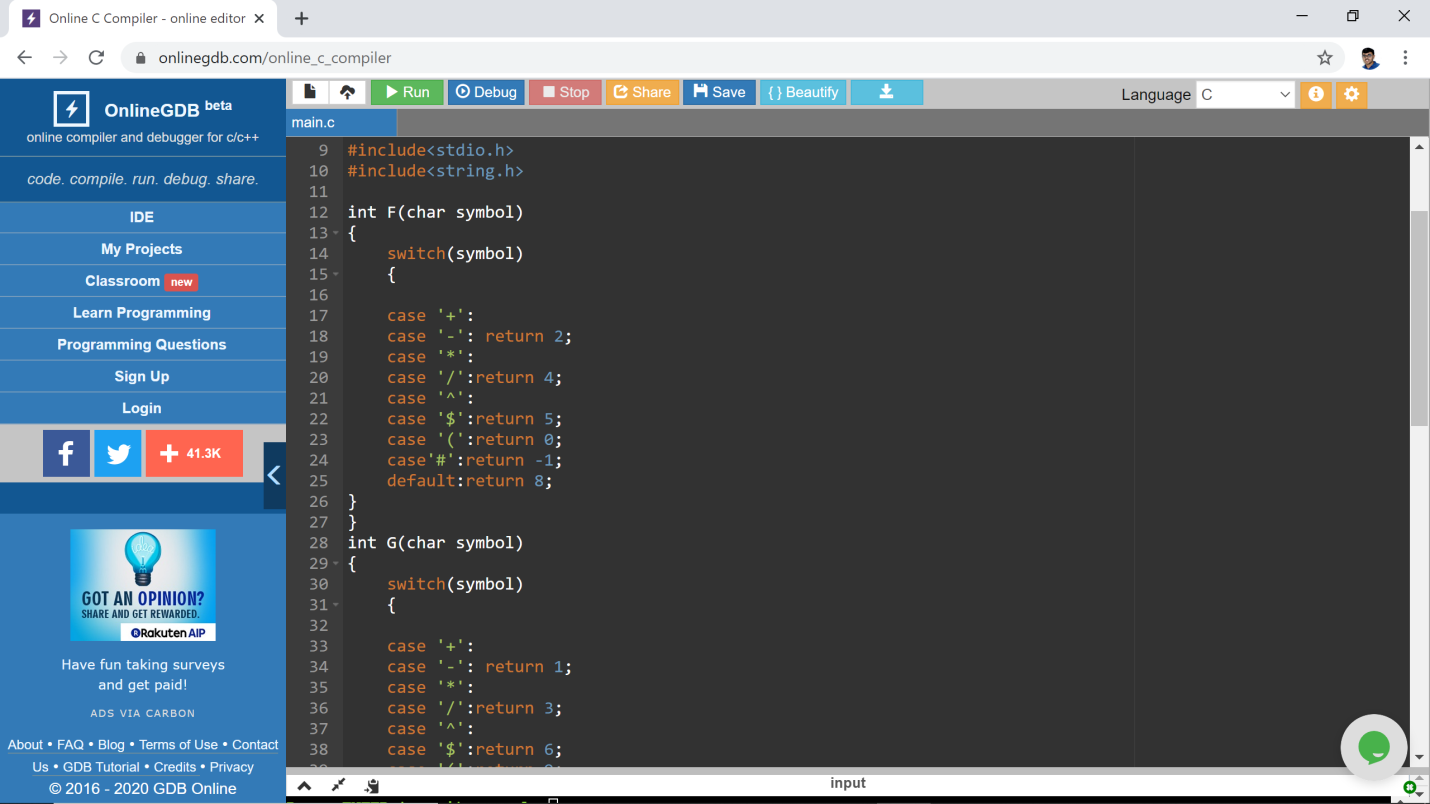 Online C Compiler - online editor
onlinegdb.com/online_c_compiler
OnlineGDB beta
online compiler and debugger for c/c++
code. compile. run. debug. share.
IDE
My Projects
Classroom new
Learn Programming
Programming Questions
Sign Up
Login
41.3K
GOT AN OPINION?
SHARE AND GET REWARDED.
Rakuten AIP
Have fun taking surveys
and get paid!
ADS VIA CARBON
About • FAQ • Blog • Terms of Use • Contact
Us • GDB Tutorial • Credits • Privacy
© 2016 - 2020 GDB Online
Run Debug Stop Share Save { } Beautify Language C
main.c
9 #include<stdio.h>
10 #include<string.h>
11
12 int F(char symbol)
13 {
14 switch(symbol)
15 {
16
17 case '+':
18 case '-': return 2;
19 case '*':
20 case '/':return 4;
21 case '^':
22 case '$':return 5;
23 case '(':return 0;
24 case'#':return -1;
25 default:return 8;
26 }
27 }
28 int G(char symbol)
29 {
30 switch(symbol)
31 {
32
33 case '+':
34 case '-': return 1;
35 case '*':
36 case '/':return 3;
37 case '^':
38 case '$':return 6;
input